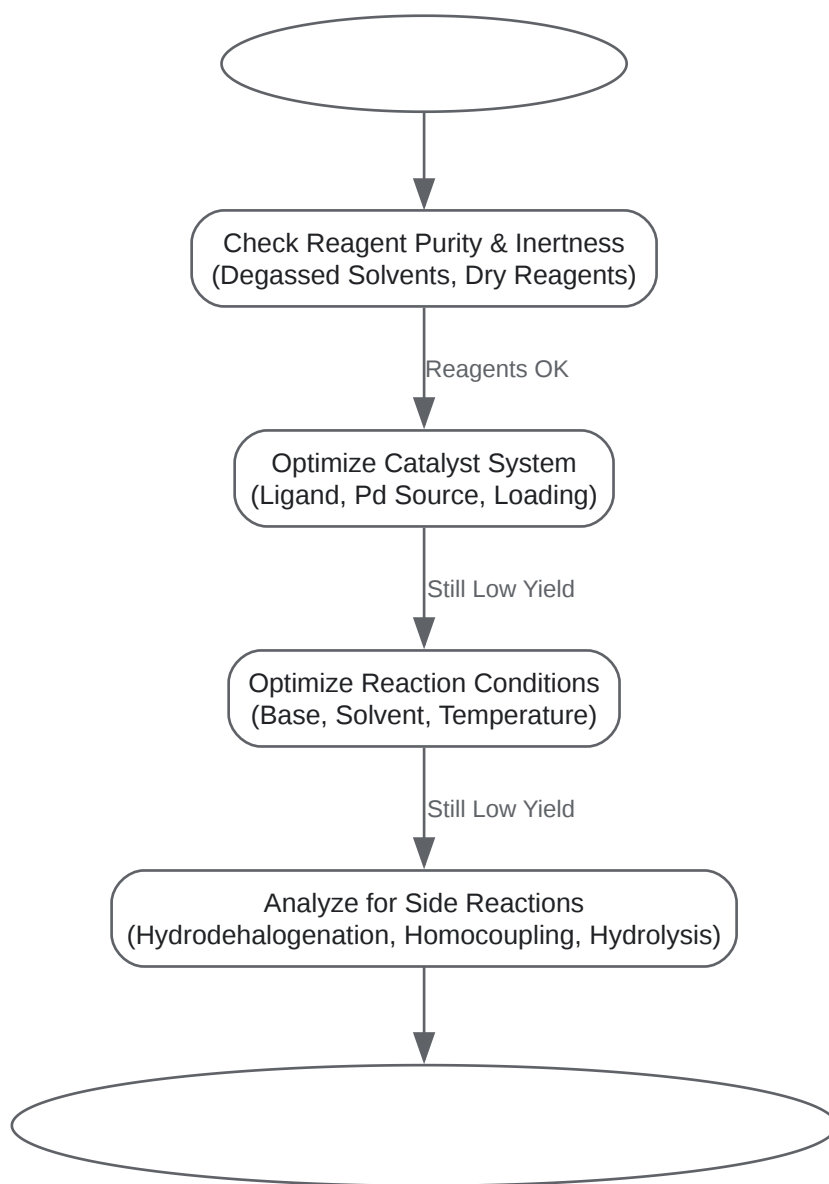 Check Reagent Purity & Inertness
(Degassed Solvents, Dry Reagents)
Reagents OK
Optimize Catalyst System
(Ligand, Pd Source, Loading)
Still Low Yield
Optimize Reaction Conditions
(Base, Solvent, Temperature)
Still Low Yield
Analyze for Side Reactions
(Hydrodehalogenation, Homocoupling, Hydrolysis)